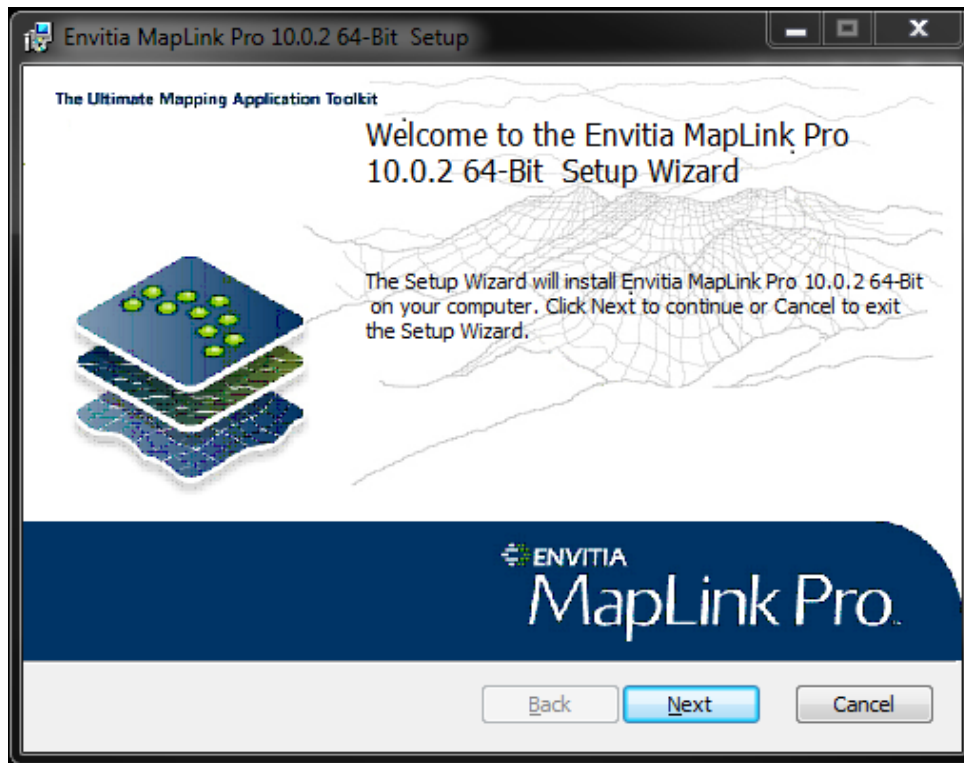 Envitia MapLink Pro 10.0.2 64-Bit  Setup
The Ultimate Mapping Application Toolkit
Welcome to the Envitia MapLink Pro
10.0.2 64-Bit  Setup Wizard
The Setup Wizard will install Envitia MapLink Pro 10.0.2 64-Bit
on your computer. Click Next to continue or Cancel to exit
the Setup Wizard.
ENVITIA
MapLink Pro
Back Next Cancel